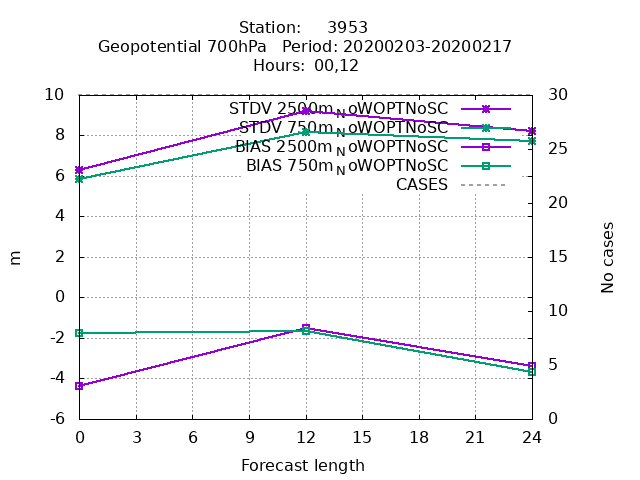 Station: 3953
Geopotential 700hPa Period: 20200203-20200217
Hours: 00,12
STDV 2500m_NoWOPTNoSC
STDV 750m_NoWOPTNoSC
BIAS 2500m_NoWOPTNoSC
BIAS 750m_NoWOPTNoSC
CASES
10
8
6
4
2
0
-2
-4
-6
m
30
25
20
15
10
5
0
No cases
0 3 6 9 12 15 18 21 24
Forecast length